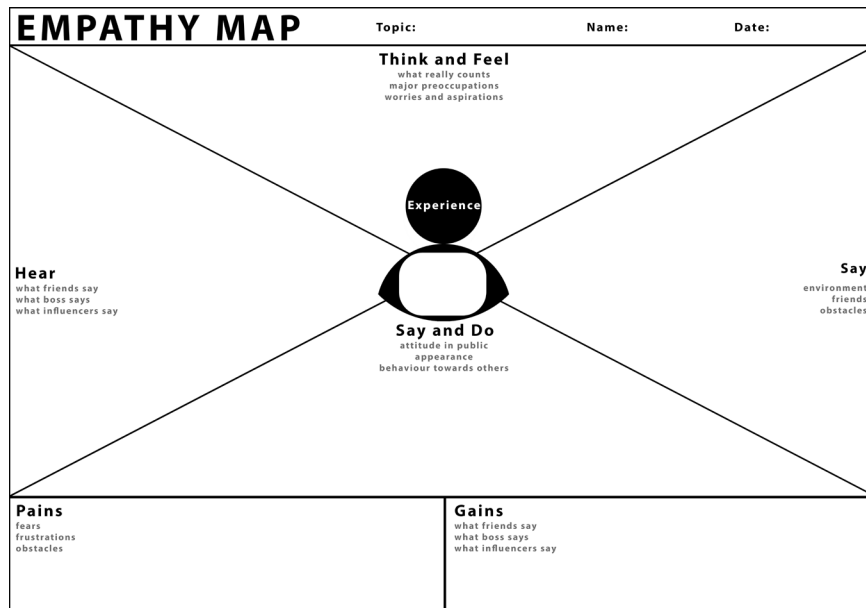 EMPATHY MAP
Topic:
Name:
Date:
Think and Feel
what really counts
major preoccupations
worries and aspirations
Experience
Hear
what friends say
what boss says
what influencers say
Say
environment
friends
obstacles
Say and Do
attitude in public
appearance
behaviour towards others
Pains
fears
frustrations
obstacles
Gains
what friends say
what boss says
what influencers say